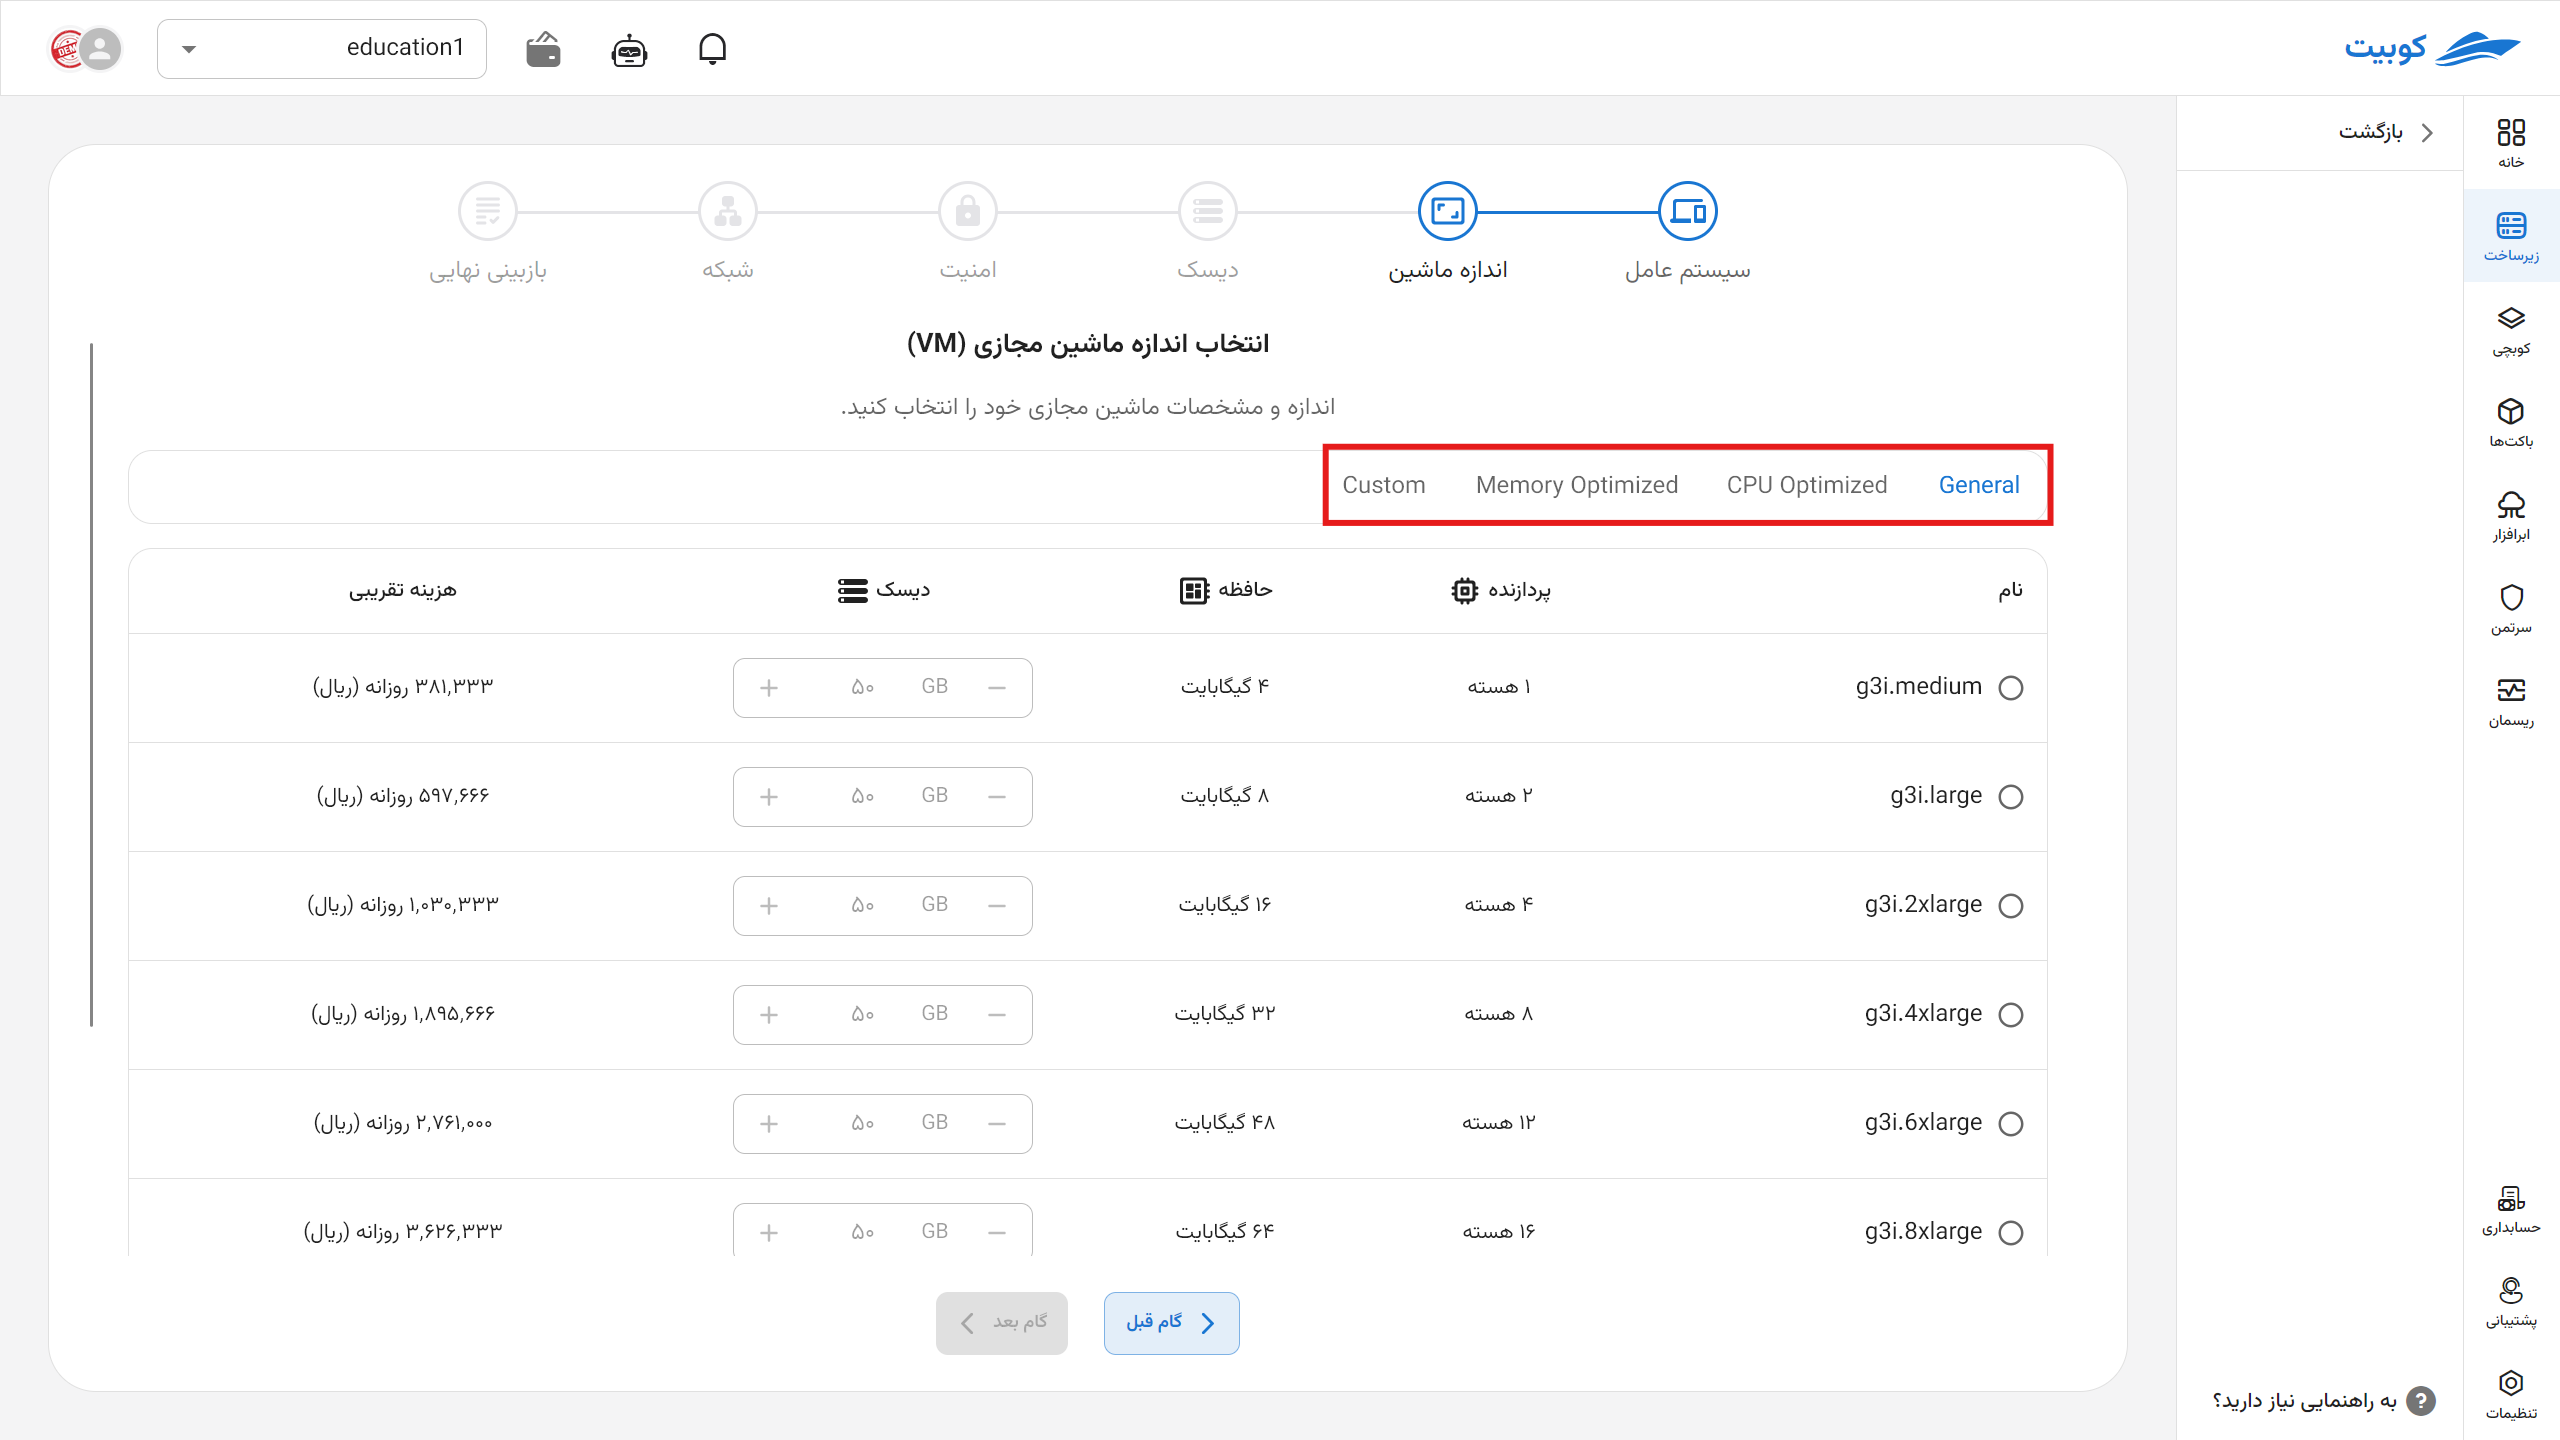 کوبیت
education1
خانه
زیرساخت
کوبچی
باکت‌ها
ابرافزار
سرتمن
ریسمان
حسابداری
پشتیبانی
تنظیمات
بازگشت
به راهنمایی نیاز دارید؟
سیستم عامل
اندازه ماشین
دیسک
امنیت
شبکه
بازبینی نهایی
انتخاب اندازه ماشین مجازی (VM)
اندازه و مشخصات ماشین مجازی خود را انتخاب کنید.
General CPU Optimized Memory Optimized Custom
نام پردازنده حافظه دیسک هزینه تقریبی
g3i.medium ۱ هسته ۴ گیگابایت GB ۵۰ ۳۸۱,۳۳۳ روزانه (ریال)
g3i.large ۲ هسته ۸ گیگابایت GB ۵۰ ۵۹۷,۶۶۶ روزانه (ریال)
g3i.2xlarge ۴ هسته ۱۶ گیگابایت GB ۵۰ ۱,۰۳۰,۳۳۳ روزانه (ریال)
g3i.4xlarge ۸ هسته ۳۲ گیگابایت GB ۵۰ ۱,۸۹۵,۶۶۶ روزانه (ریال)
g3i.6xlarge ۱۲ هسته ۴۸ گیگابایت GB ۵۰ ۲,۷۶۱,۰۰۰ روزانه (ریال)
g3i.8xlarge ۱۶ هسته ۶۴ گیگابایت GB ۵۰ ۳,۶۲۶,۳۳۳ روزانه (ریال)
گام قبل
گام بعد